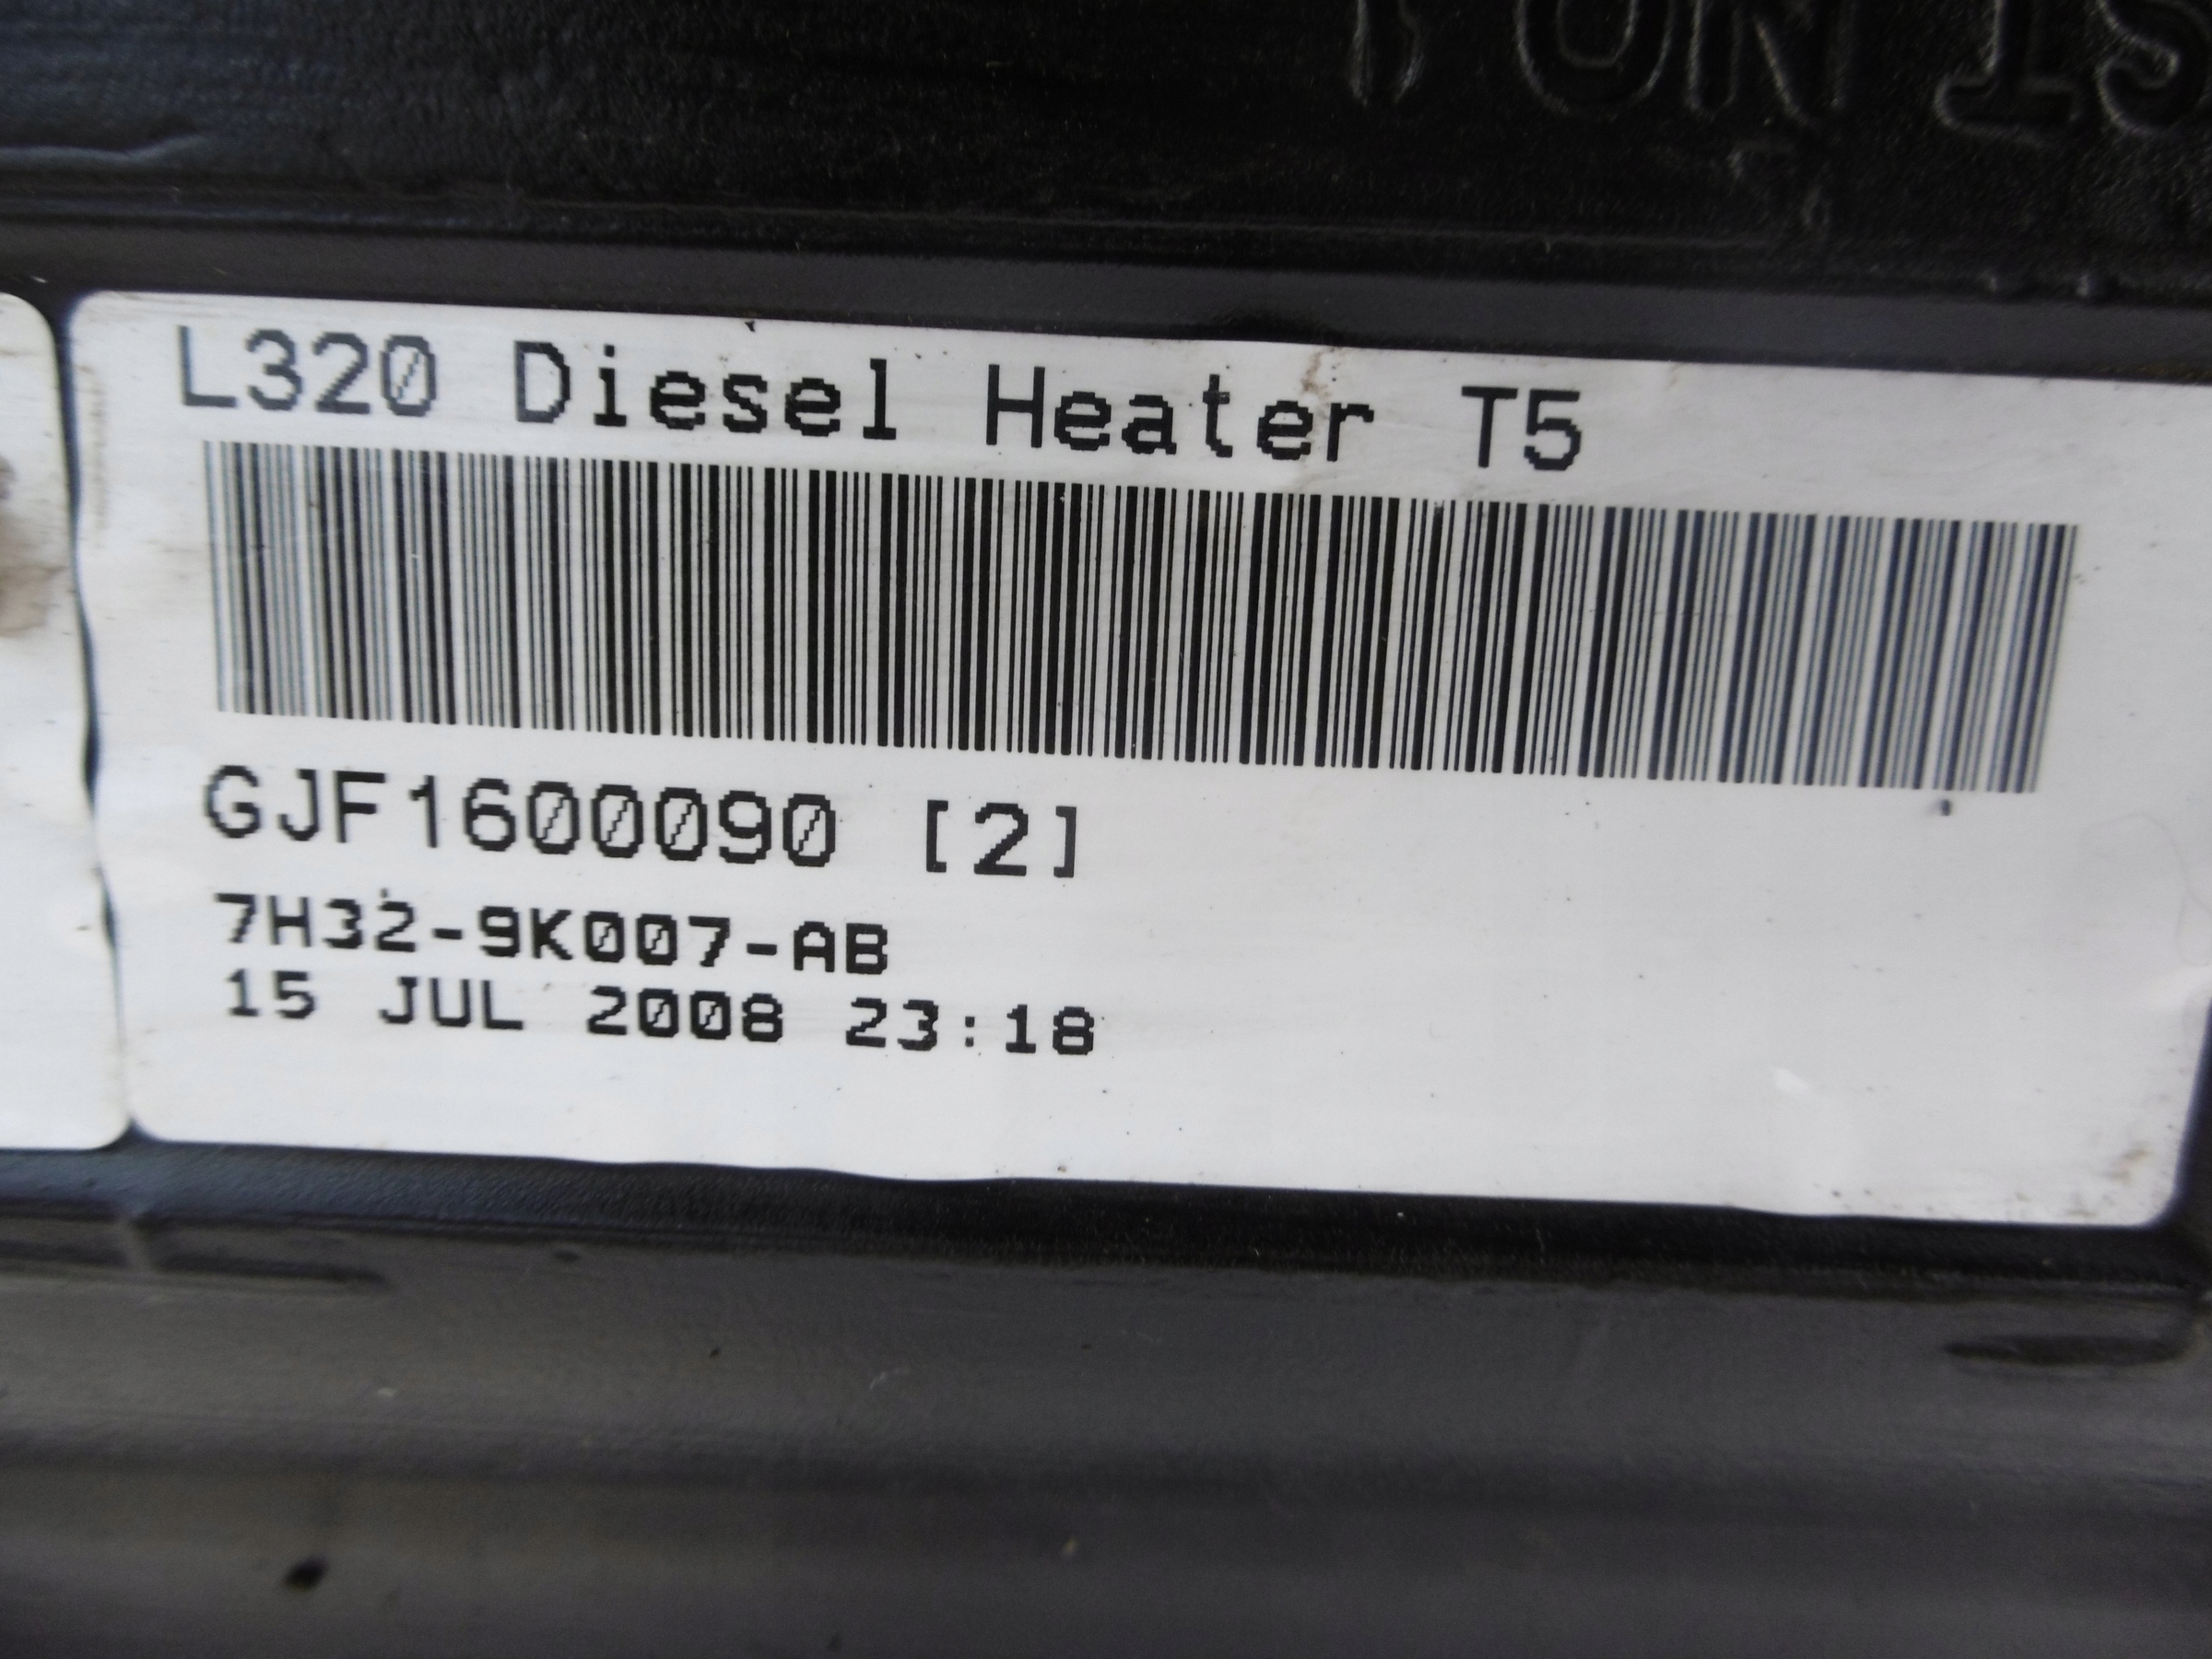 L320 Diesel Heater T5
GJF1600090 [2]
7H32-9K007-AB
15 JUL 2008 23:18